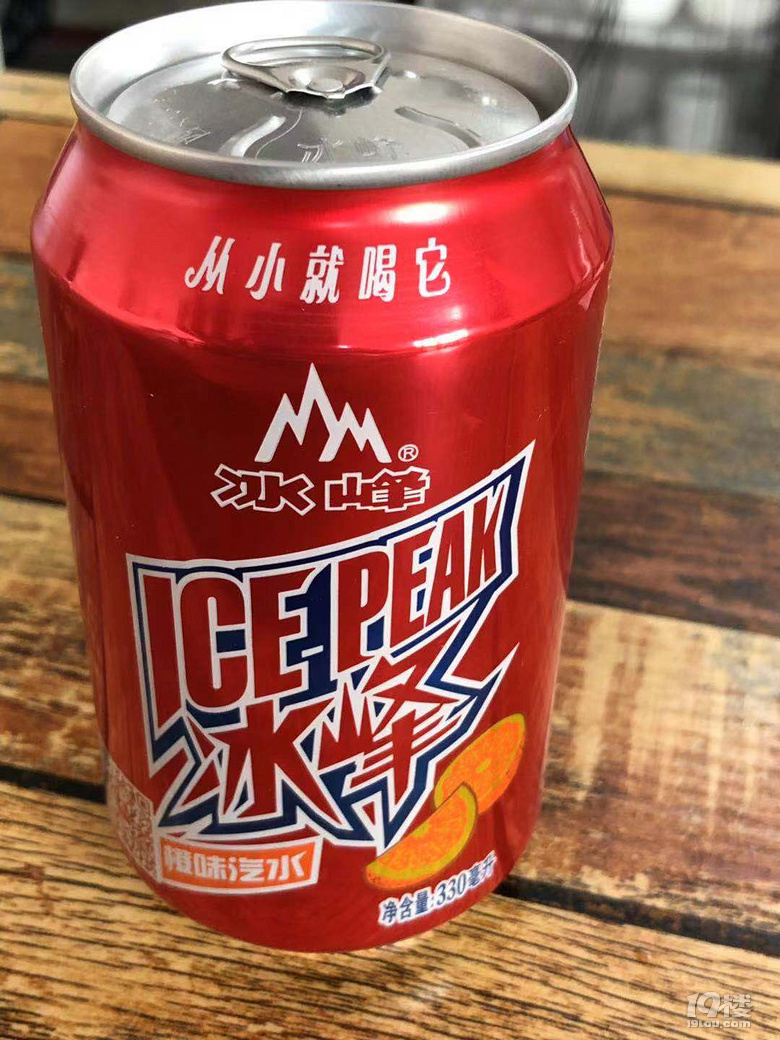 从小就喝它
®
冰峰
ICE-PEAK
冰峰
橙味汽水
净含量:330毫升
19楼
19lou.com